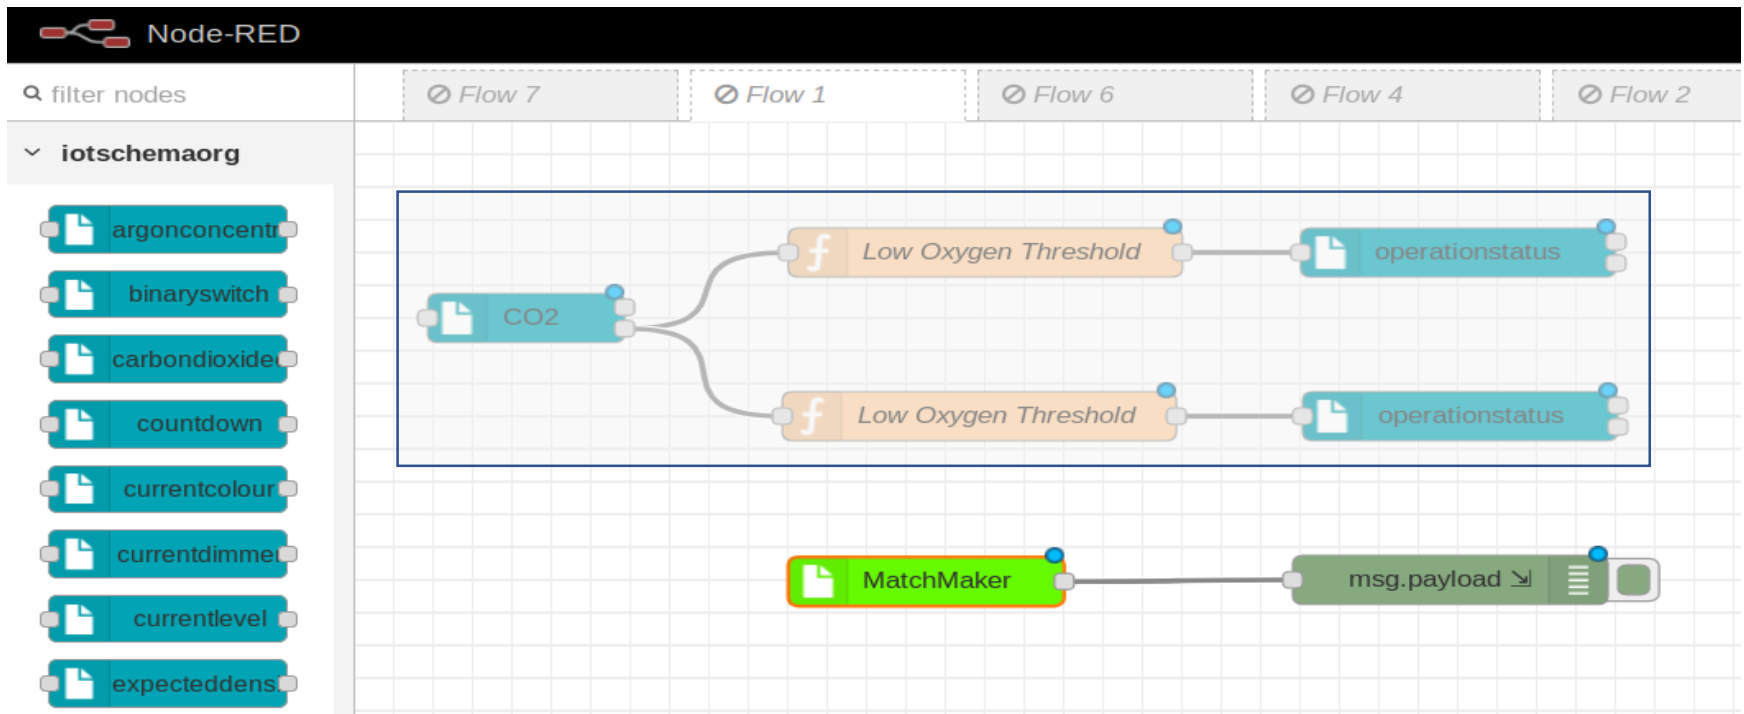 Node-RED
filter nodes
Flow 7
Flow 1
Flow 6
Flow 4
Flow 2
iotschemaorg
argonconcentr
binaryswitch
carbondioxide
countdown
currentcolour
currentdimmer
currentlevel
expecteddens
Low Oxygen Threshold
operationstatus
CO2
Low Oxygen Threshold
operationstatus
MatchMaker
msg.payload